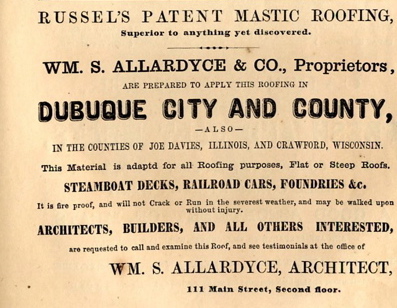 RUSSEL'S PATENT MASTIC ROOFING,
Superior to anything yet discovered.
WM. S. ALLARDYCE & CO., Proprietors,
ARE PREPARED TO APPLY THIS ROOFING IN
DUBUQUE CITY AND COUNTY,
—ALSO—
IN THE COUNTIES OF JOE DAVIES, ILLINOIS, AND CRAWFORD, WISCONSIN.
This Material is adaptd for all Roofing purposes, Flat or Steep Roofs.
STEAMBOAT DECKS, RAILROAD CARS, FOUNDRIES &c.
It is fire proof, and will not Crack or Run in the severest weather, and may be walked upon
without injury.
ARCHITECTS, BUILDERS, AND ALL OTHERS INTERESTED,
are requested to call and examine this Roof, and see testimonials at the office of
WM. S. ALLARDYCE, ARCHITECT,
111 Main Street, Second floor.